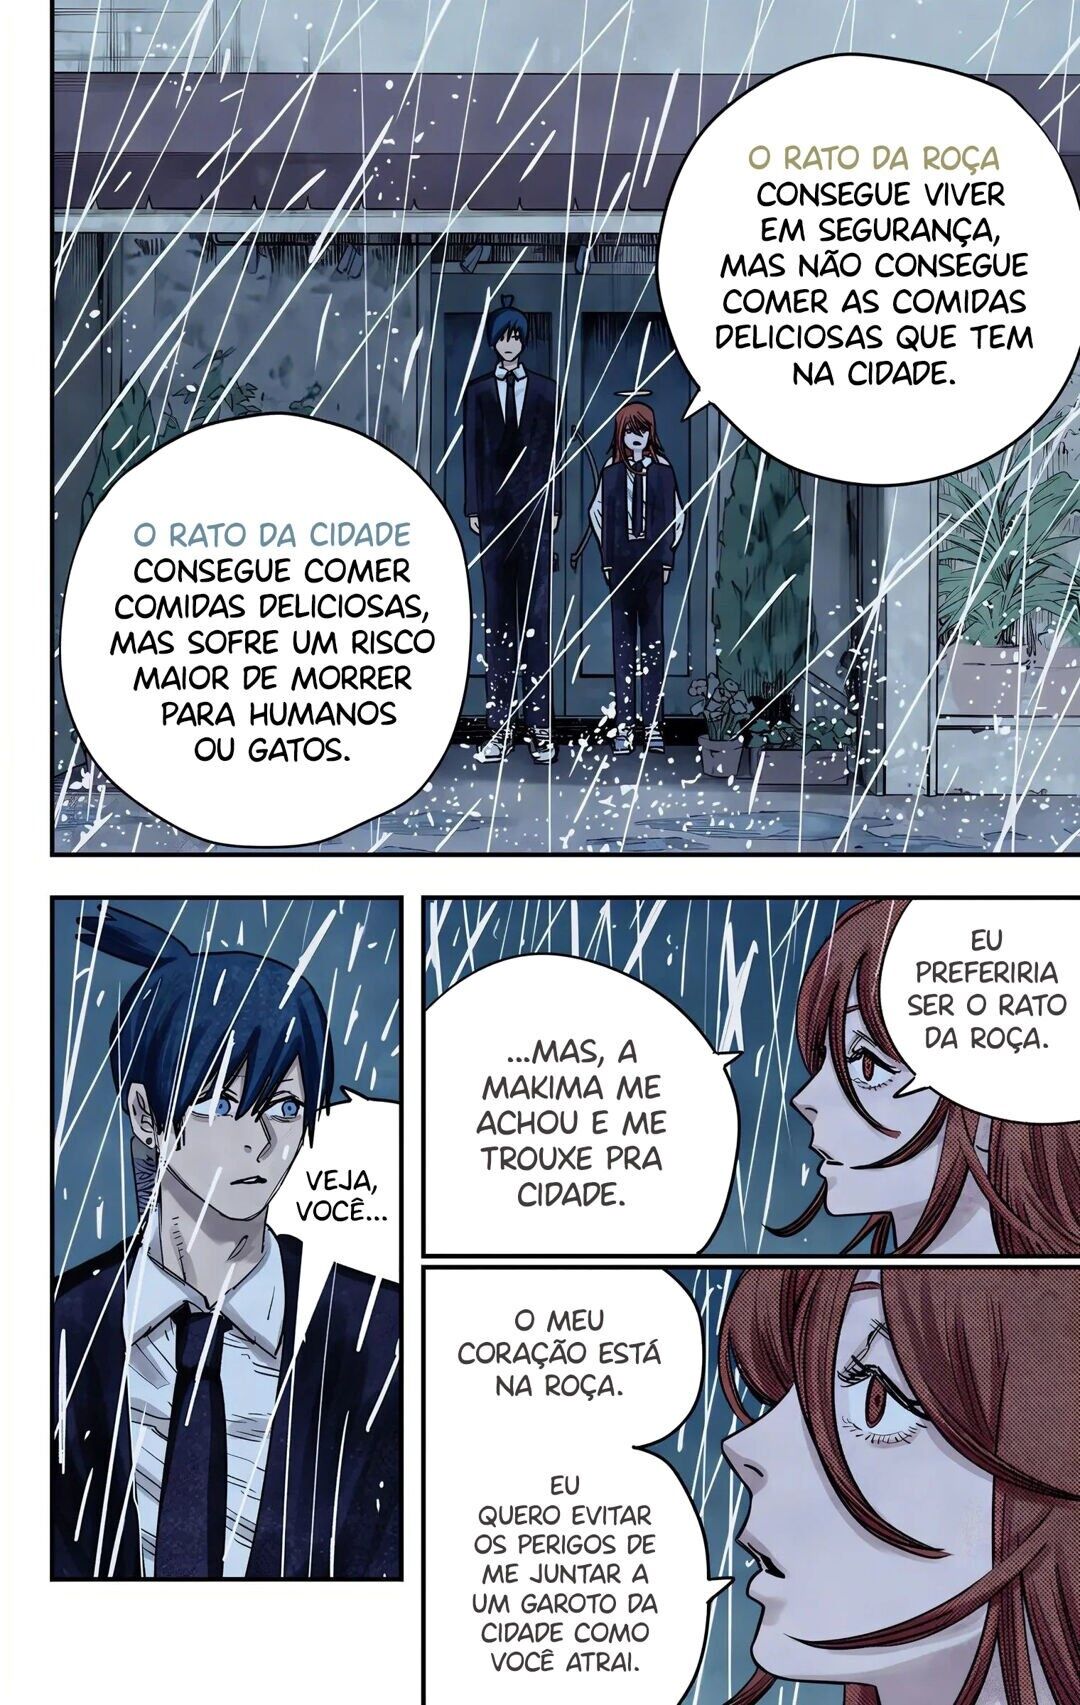 O RATO DA ROÇA
CONSEGUE VIVER
EM SEGURANÇA,
MAS NÃO CONSEGUE
COMER AS COMIDAS
DELICIOSAS QUE TEM
NA CIDADE.
O RATO DA CIDADE
CONSEGUE COMER
COMIDAS DELICIOSAS,
MAS SOFRE UM RISCO
MAIOR DE MORRER
PARA HUMANOS
OU GATOS.
EU
PREFERIRIA
SER O RATO
DA ROÇA.
...MAS, A
MAKIMA ME
ACHOU E ME
TROUXE PRA
CIDADE.
O MEU
CORAÇÃO ESTÁ
NA ROÇA.
EU
QUERO EVITAR
OS PERIGOS DE
ME JUNTAR A
UM GAROTO DA
CIDADE COMO
VOCÊ ATRAI.
VEJA,
VOCÊ...